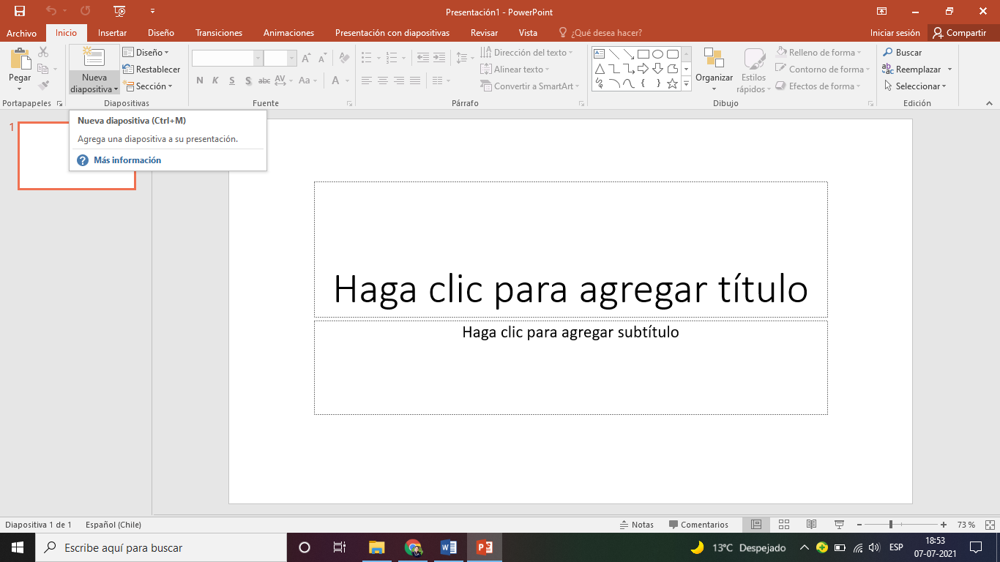 Presentación1 - PowerPoint
Archivo Inicio Insertar Diseño Transiciones Animaciones Presentación con diapositivas Revisar Vista ¿Qué desea hacer? Iniciar sesión Compartir
Pegar
Nueva diapositiva
Diseño
Restablecer
Sección
N K S S abc AV Aa A
Dirección del texto
Alinear texto
Convertir a SmartArt
Organizar
Estilos rápidos
Relleno de forma
Contorno de forma
Efectos de forma
Buscar
Reemplazar
Seleccionar
Portapapeles Diapositivas Fuente Párrafo Dibujo Edición
1
Nueva diapositiva (Ctrl+M)
Agrega una diapositiva a su presentación.
? Más información
Haga clic para agregar título
Haga clic para agregar subtítulo
Diapositiva 1 de 1 Español (Chile) Notas Comentarios 73 %
Escribe aquí para buscar
13°C Despejado ESP
18:53
07-07-2021